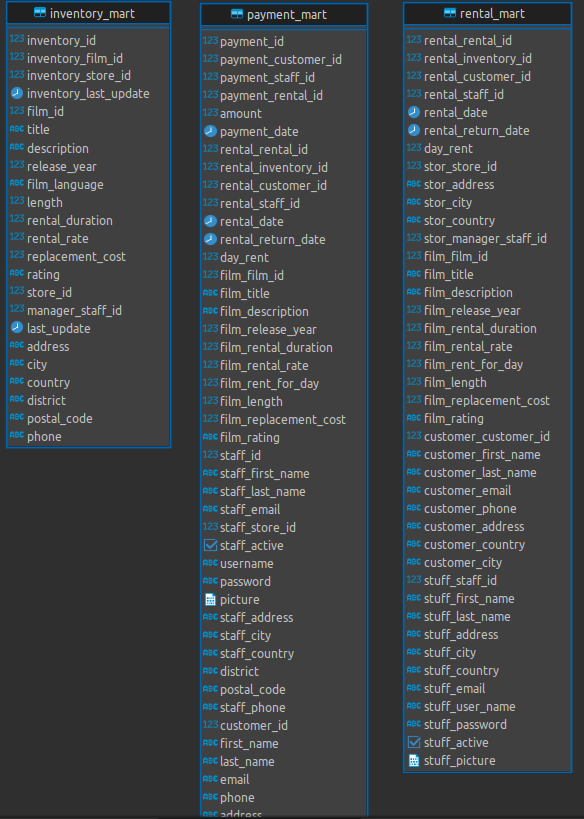 inventory_mart
123 inventory_id
123 inventory_film_id
123 inventory_store_id
inventory_last_update
123 film_id
ABC title
ABC description
123 release_year
ABC film_language
123 length
123 rental_duration
123 rental_rate
123 replacement_cost
ABC rating
123 store_id
123 manager_staff_id
last_update
ABC address
ABC city
ABC country
ABC district
ABC postal_code
ABC phone
payment_mart
123 payment_id
123 payment_customer_id
123 payment_staff_id
123 payment_rental_id
123 amount
payment_date
123 rental_rental_id
123 rental_inventory_id
123 rental_customer_id
123 rental_staff_id
rental_date
rental_return_date
123 day_rent
123 film_film_id
ABC film_title
ABC film_description
123 film_release_year
123 film_rental_duration
123 film_rental_rate
123 film_rent_for_day
123 film_length
123 film_replacement_cost
ABC film_rating
123 staff_id
ABC staff_first_name
ABC staff_last_name
ABC staff_email
123 staff_store_id
staff_active
ABC username
ABC password
picture
ABC staff_address
ABC staff_city
ABC staff_country
ABC district
ABC postal_code
ABC staff_phone
123 customer_id
ABC first_name
ABC last_name
ABC email
ABC phone
ABC address
rental_mart
123 rental_rental_id
123 rental_inventory_id
123 rental_customer_id
123 rental_staff_id
rental_date
rental_return_date
123 day_rent
123 stor_store_id
ABC stor_address
ABC stor_city
ABC stor_country
123 stor_manager_staff_id
123 film_film_id
ABC film_title
ABC film_description
123 film_release_year
123 film_rental_duration
123 film_rental_rate
123 film_rent_for_day
123 film_length
123 film_replacement_cost
ABC film_rating
123 customer_customer_id
ABC customer_first_name
ABC customer_last_name
ABC customer_email
ABC customer_phone
ABC customer_address
ABC customer_country
ABC customer_city
123 stuff_staff_id
ABC stuff_first_name
ABC stuff_last_name
ABC stuff_address
ABC stuff_city
ABC stuff_country
ABC stuff_email
ABC stuff_user_name
ABC stuff_password
stuff_active
stuff_picture